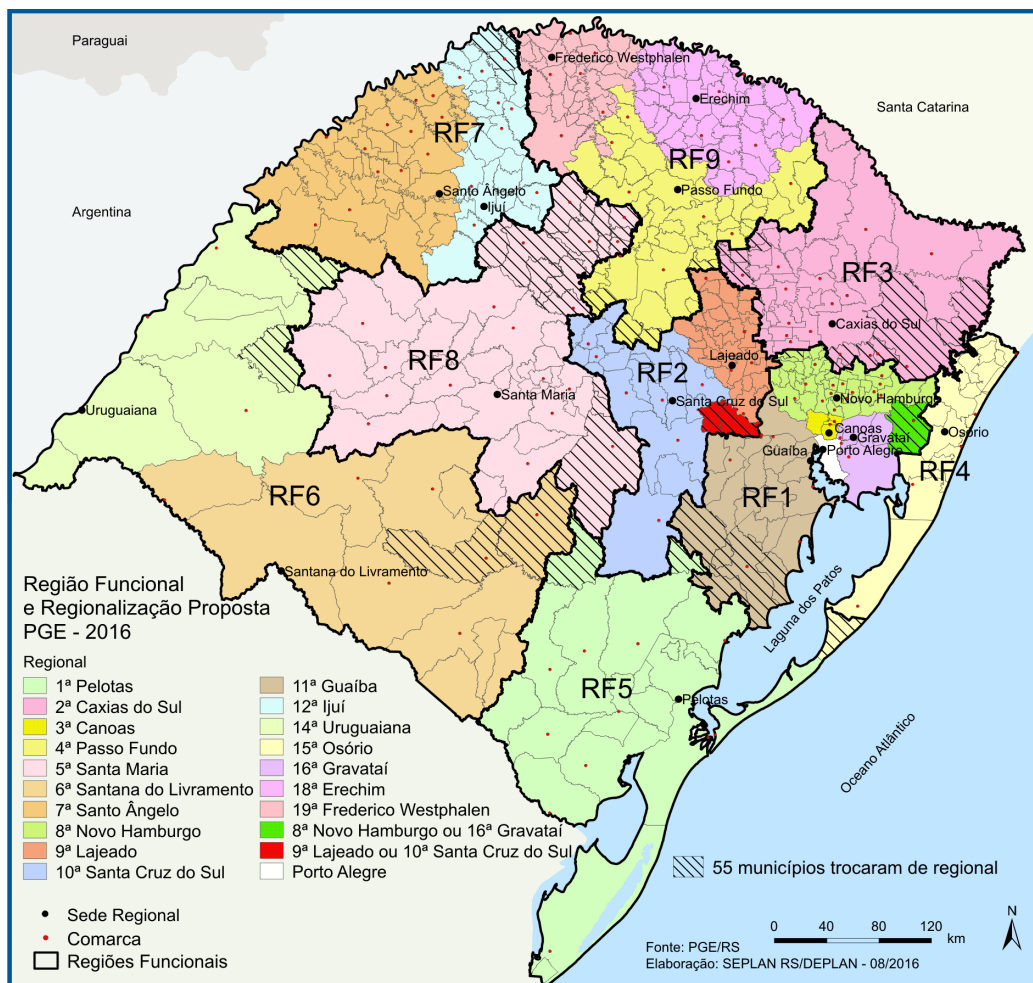 Paraguai
Frederico Westphalen
Erechim
Santa Catarina
RF7
RF9
Santo Ângelo
Ijuí
Passo Fundo
Argentina
RF3
Caxias do Sul
RF8
RF2
Lajeado
Uruguaiana
Santa Maria
Santa Cruz do Sul
Novo Hamburgo
Canoas
Gravataí
Osório
Guaíba
Porto Alegre
RF4
RF6
RF1
Santana do Livramento
Laguna dos Patos
RF5
Pelotas
Oceano Atlântico
Região Funcional
e Regionalização Proposta
PGE - 2016
Regional
1ª Pelotas
2ª Caxias do Sul
3ª Canoas
4ª Passo Fundo
5ª Santa Maria
6ª Santana do Livramento
7ª Santo Ângelo
8ª Novo Hamburgo
9ª Lajeado
10ª Santa Cruz do Sul
11ª Guaíba
12ª Ijuí
14ª Uruguaiana
15ª Osório
16ª Gravataí
18ª Erechim
19ª Frederico Westphalen
8ª Novo Hamburgo ou 16ª Gravataí
9ª Lajeado ou 10ª Santa Cruz do Sul
Porto Alegre
55 municípios trocaram de regional
Sede Regional
Comarca
Regiões Funcionais
N
0 40 80 120
km
Fonte: PGE/RS
Elaboração: SEPLAN RS/DEPLAN - 08/2016